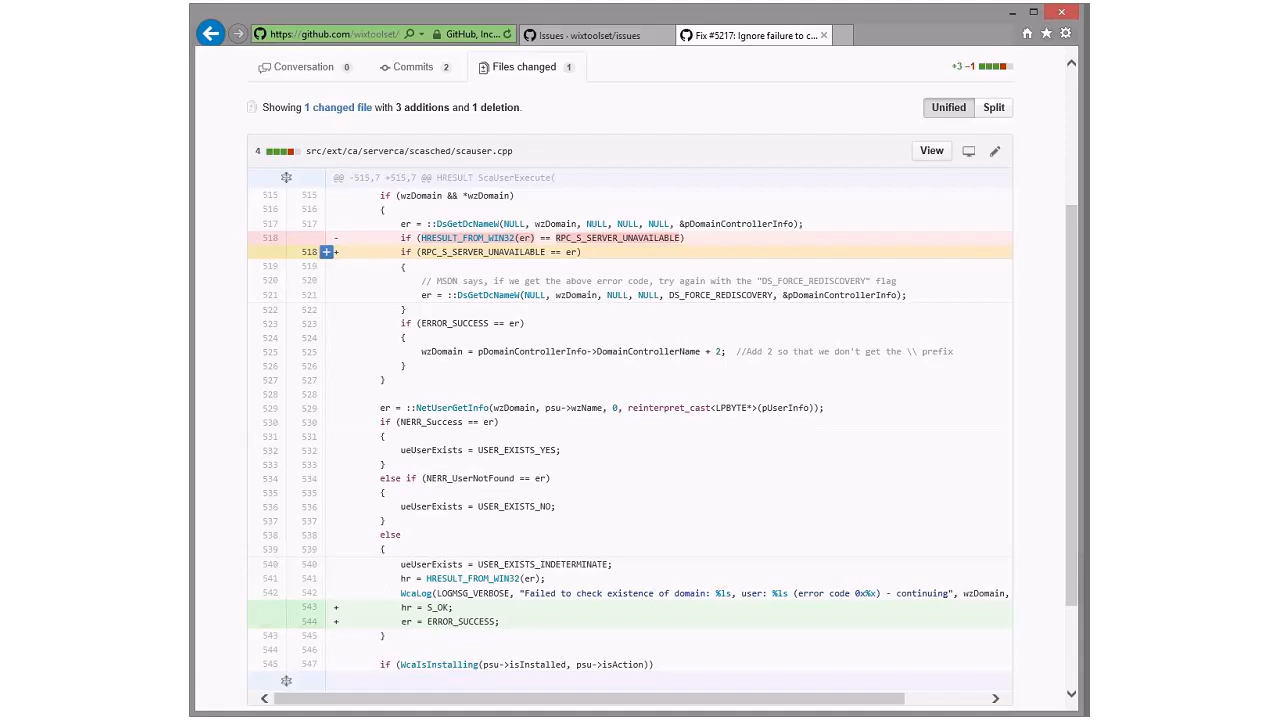 https://github.com/wixtoolset/ GitHub, Inc... Issues · wixtoolset/issues Fix #5217: Ignore failure to c...
Conversation 0 Commits 2 Files changed 1 +3 −1
Showing 1 changed file with 3 additions and 1 deletion. Unified Split
4 src/ext/ca/serverca/scasched/scauser.cpp View
@@ -515,7 +515,7 @@ HRESULT ScaUserExecute(
515 515 if (wzDomain && *wzDomain)
516 516 {
517 517 er = ::DsGetDcNameW(NULL, wzDomain, NULL, NULL, NULL, &pDomainControllerInfo);
518 - if (HRESULT_FROM_WIN32(er) == RPC_S_SERVER_UNAVAILABLE)
518 + if (RPC_S_SERVER_UNAVAILABLE == er)
519 519 {
520 520 // MSDN says, if we get the above error code, try again with the "DS_FORCE_REDISCOVERY" flag
521 521 er = ::DsGetDcNameW(NULL, wzDomain, NULL, NULL, DS_FORCE_REDISCOVERY, &pDomainControllerInfo);
522 522 }
523 523 if (ERROR_SUCCESS == er)
524 524 {
525 525 wzDomain = pDomainControllerInfo->DomainControllerName + 2; //Add 2 so that we don't get the \\ prefix
526 526 }
527 527 }
528 528
529 529 er = ::NetUserGetInfo(wzDomain, psu->wzName, 0, reinterpret_cast<LPBYTE*>(pUserInfo));
530 530 if (NERR_Success == er)
531 531 {
532 532 ueUserExists = USER_EXISTS_YES;
533 533 }
534 534 else if (NERR_UserNotFound == er)
535 535 {
536 536 ueUserExists = USER_EXISTS_NO;
537 537 }
538 538 else
539 539 {
540 540 ueUserExists = USER_EXISTS_INDETERMINATE;
541 541 hr = HRESULT_FROM_WIN32(er);
542 542 WcaLog(LOGMSG_VERBOSE, "Failed to check existence of domain: %ls, user: %ls (error code 0x%x) - continuing", wzDomain,
543 + hr = S_OK;
544 + er = ERROR_SUCCESS;
543 545 }
544 546
545 547 if (WcaIsInstalling(psu->isInstalled, psu->isAction))